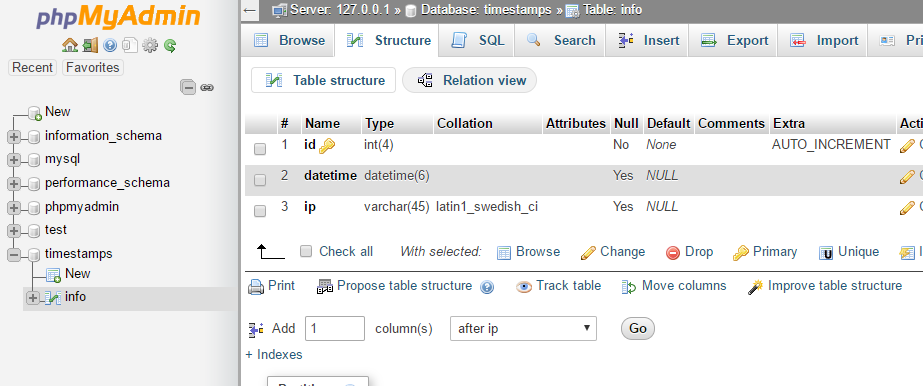 phpMyAdmin
Recent Favorites
New
information_schema
mysql
performance_schema
phpmyadmin
test
timestamps
New
info
Server: 127.0.0.1 » Database: timestamps » Table: info
Browse Structure SQL Search Insert Export Import
Table structure Relation view
# Name Type Collation Attributes Null Default Comments Extra
1 id int(4) No None AUTO_INCREMENT
2 datetime datetime(6) Yes NULL
3 ip varchar(45) latin1_swedish_ci Yes NULL
Check all With selected: Browse Change Drop Primary Unique
Print Propose table structure Track table Move columns Improve table structure
Add 1 column(s) after ip Go
+ Indexes